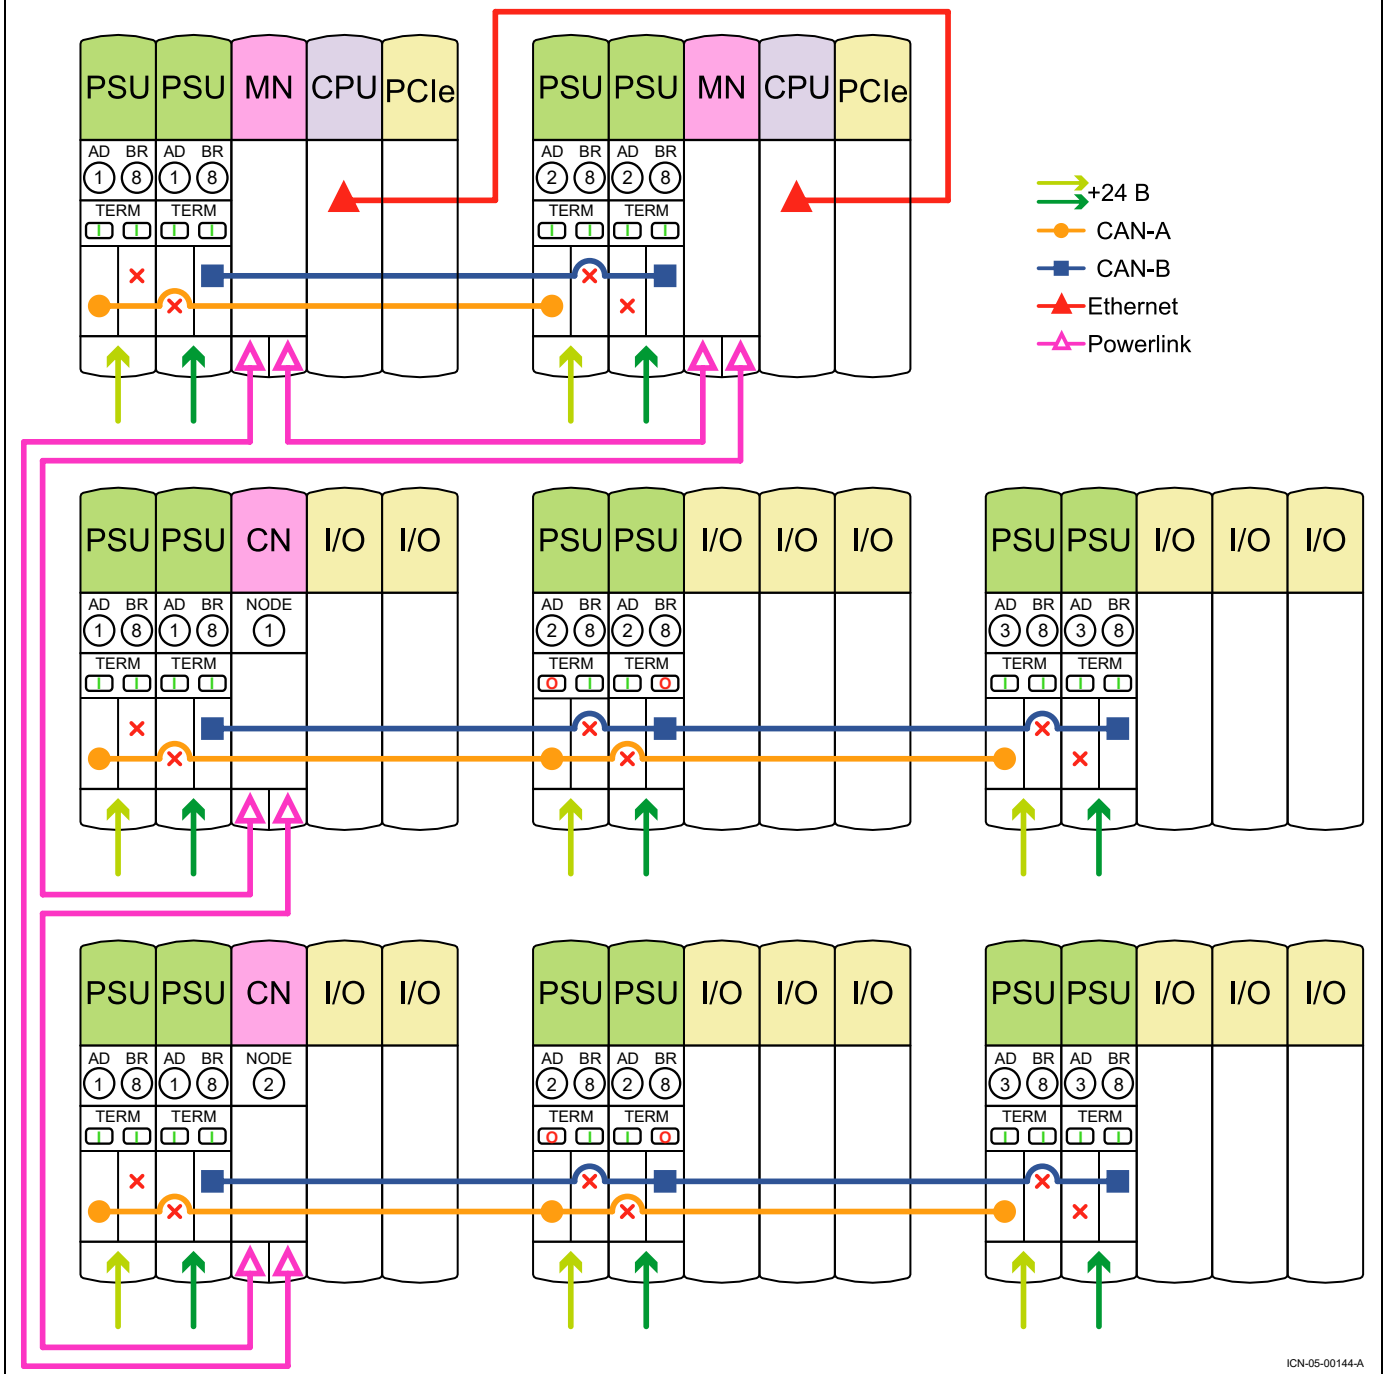 PSU PSU MN CPU PCIe PSU PSU MN CPU PCIe
AD BR AD BR AD BR AD BR
1 8 1 8 2 8 2 8
TERM TERM TERM TERM
I I I I I I I I
+24 В
CAN-A
CAN-B
Ethernet
Powerlink
PSU PSU CN I/O I/O PSU PSU I/O I/O I/O PSU PSU I/O I/O I/O
AD BR AD BR NODE AD BR AD BR AD BR AD BR
1 8 1 8 1 2 8 2 8 3 8 3 8
TERM TERM TERM TERM TERM TERM
I I I I O I I O I I I I
PSU PSU CN I/O I/O PSU PSU I/O I/O I/O PSU PSU I/O I/O I/O
AD BR AD BR NODE AD BR AD BR AD BR AD BR
1 8 1 8 2 2 8 2 8 3 8 3 8
TERM TERM TERM TERM TERM TERM
I I I I O I I O I I I I
ICN-05-00144-A